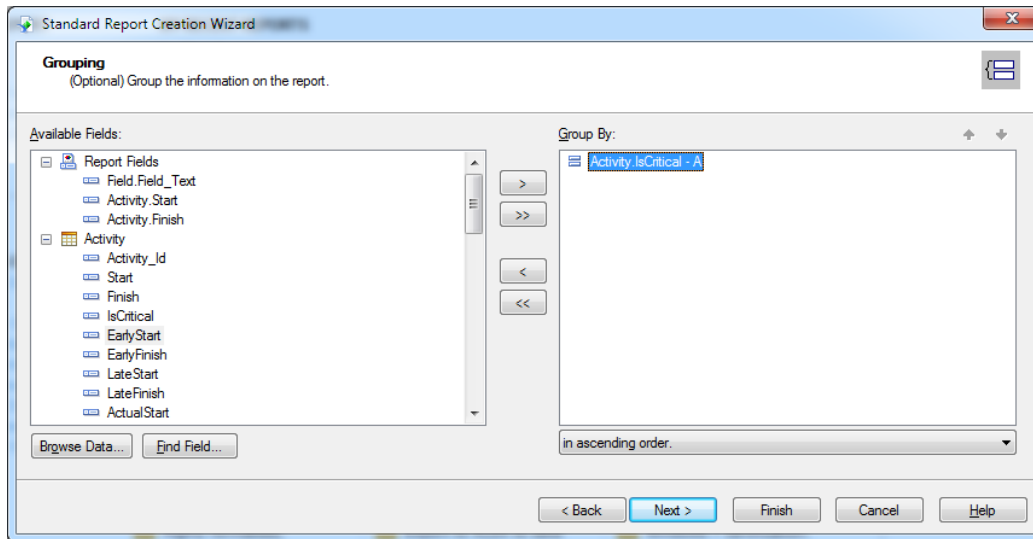 Standard Report Creation Wizard
Grouping
(Optional) Group the information on the report.
Available Fields:
Report Fields
Field.Field_Text
Activity.Start
Activity.Finish
Activity
Activity_Id
Start
Finish
IsCritical
EarlyStart
EarlyFinish
LateStart
LateFinish
ActualStart
Browse Data...
Find Field...
>
>>
<
<<
Group By:
Activity.IsCritical - A
in ascending order.
< Back
Next >
Finish
Cancel
Help